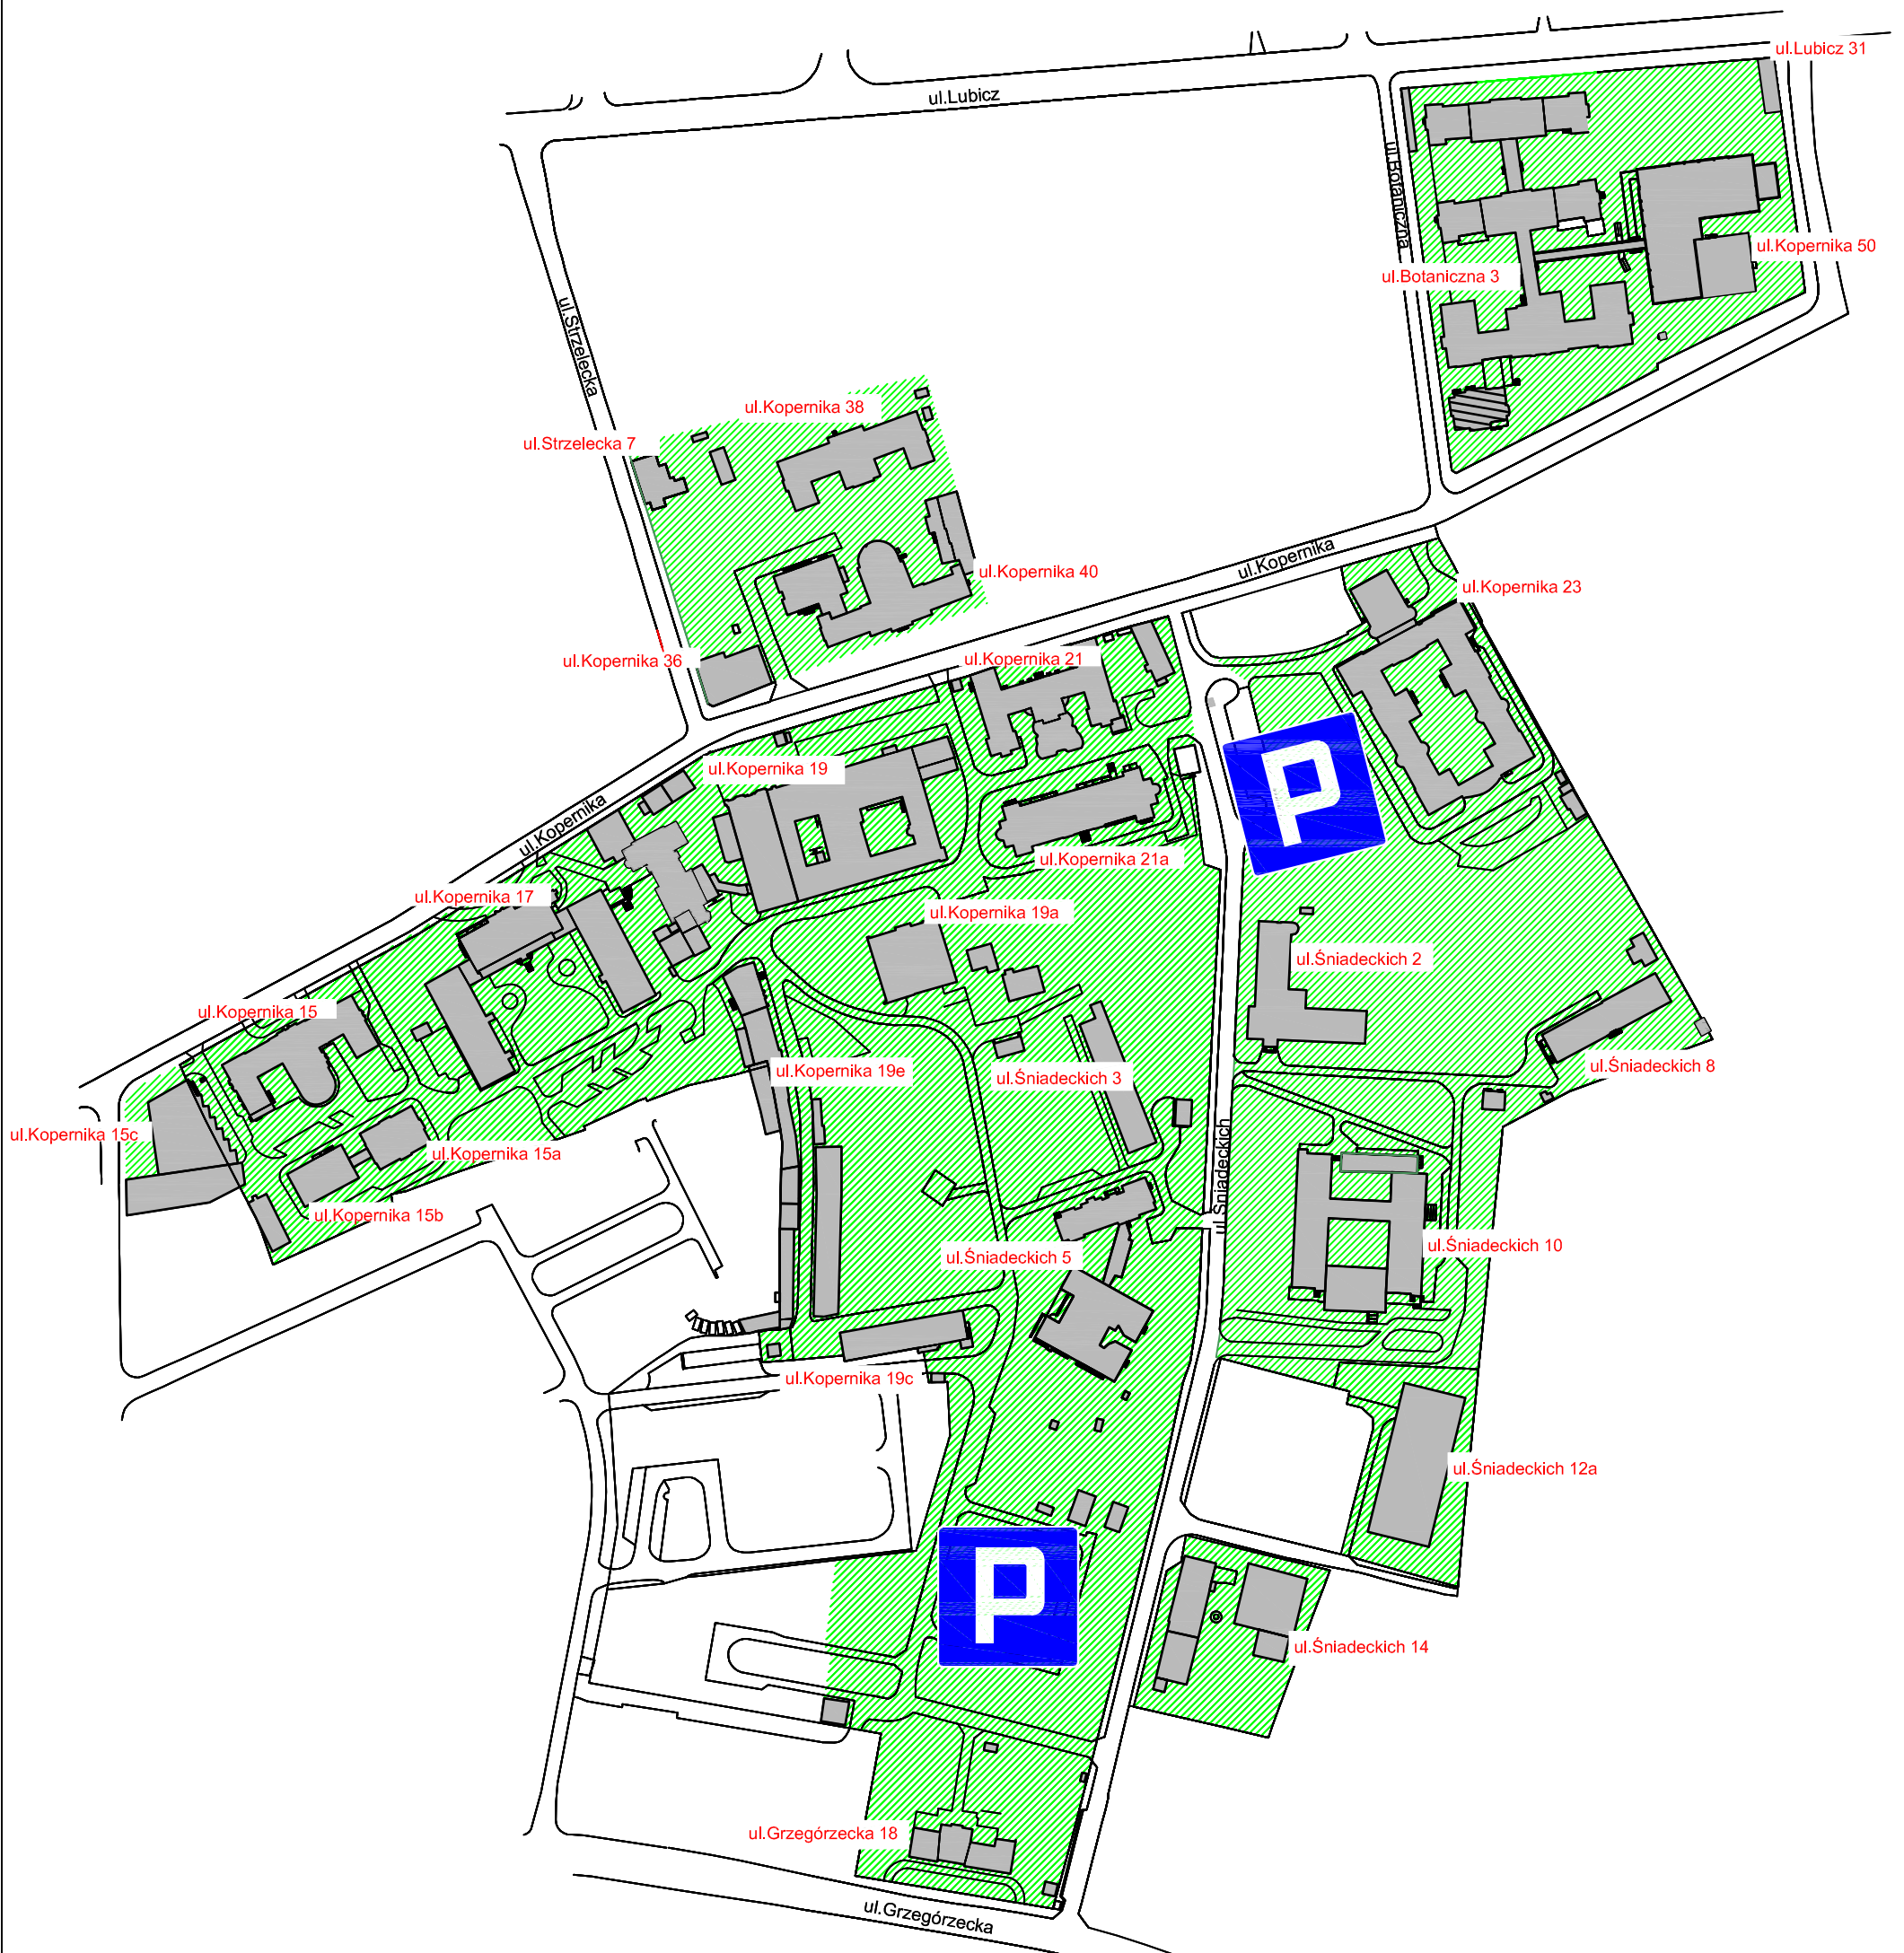 ul.Lubicz 31
ul.Lubicz
ul.Botaniczna
ul.Kopernika 50
ul.Botaniczna 3
ul.Strzelecka
ul.Kopernika 38
ul.Strzelecka 7
ul.Kopernika
ul.Kopernika 40
ul.Kopernika 23
ul.Kopernika 36
ul.Kopernika 21
ul.Kopernika 19
P
ul.Kopernika
ul.Kopernika 21a
ul.Kopernika 17
ul.Kopernika 19a
ul.Śniadeckich 2
ul.Kopernika 15
ul.Kopernika 19e
ul.Śniadeckich 3
ul.Śniadeckich 8
ul.Kopernika 15c
ul.Kopernika 15a
ul.Śniadeckich
ul.Kopernika 15b
ul.Śniadeckich 5
ul.Śniadeckich 10
ul.Kopernika 19c
ul.Śniadeckich 12a
P
ul.Śniadeckich 14
ul.Grzegórzecka 18
ul.Grzegórzecka